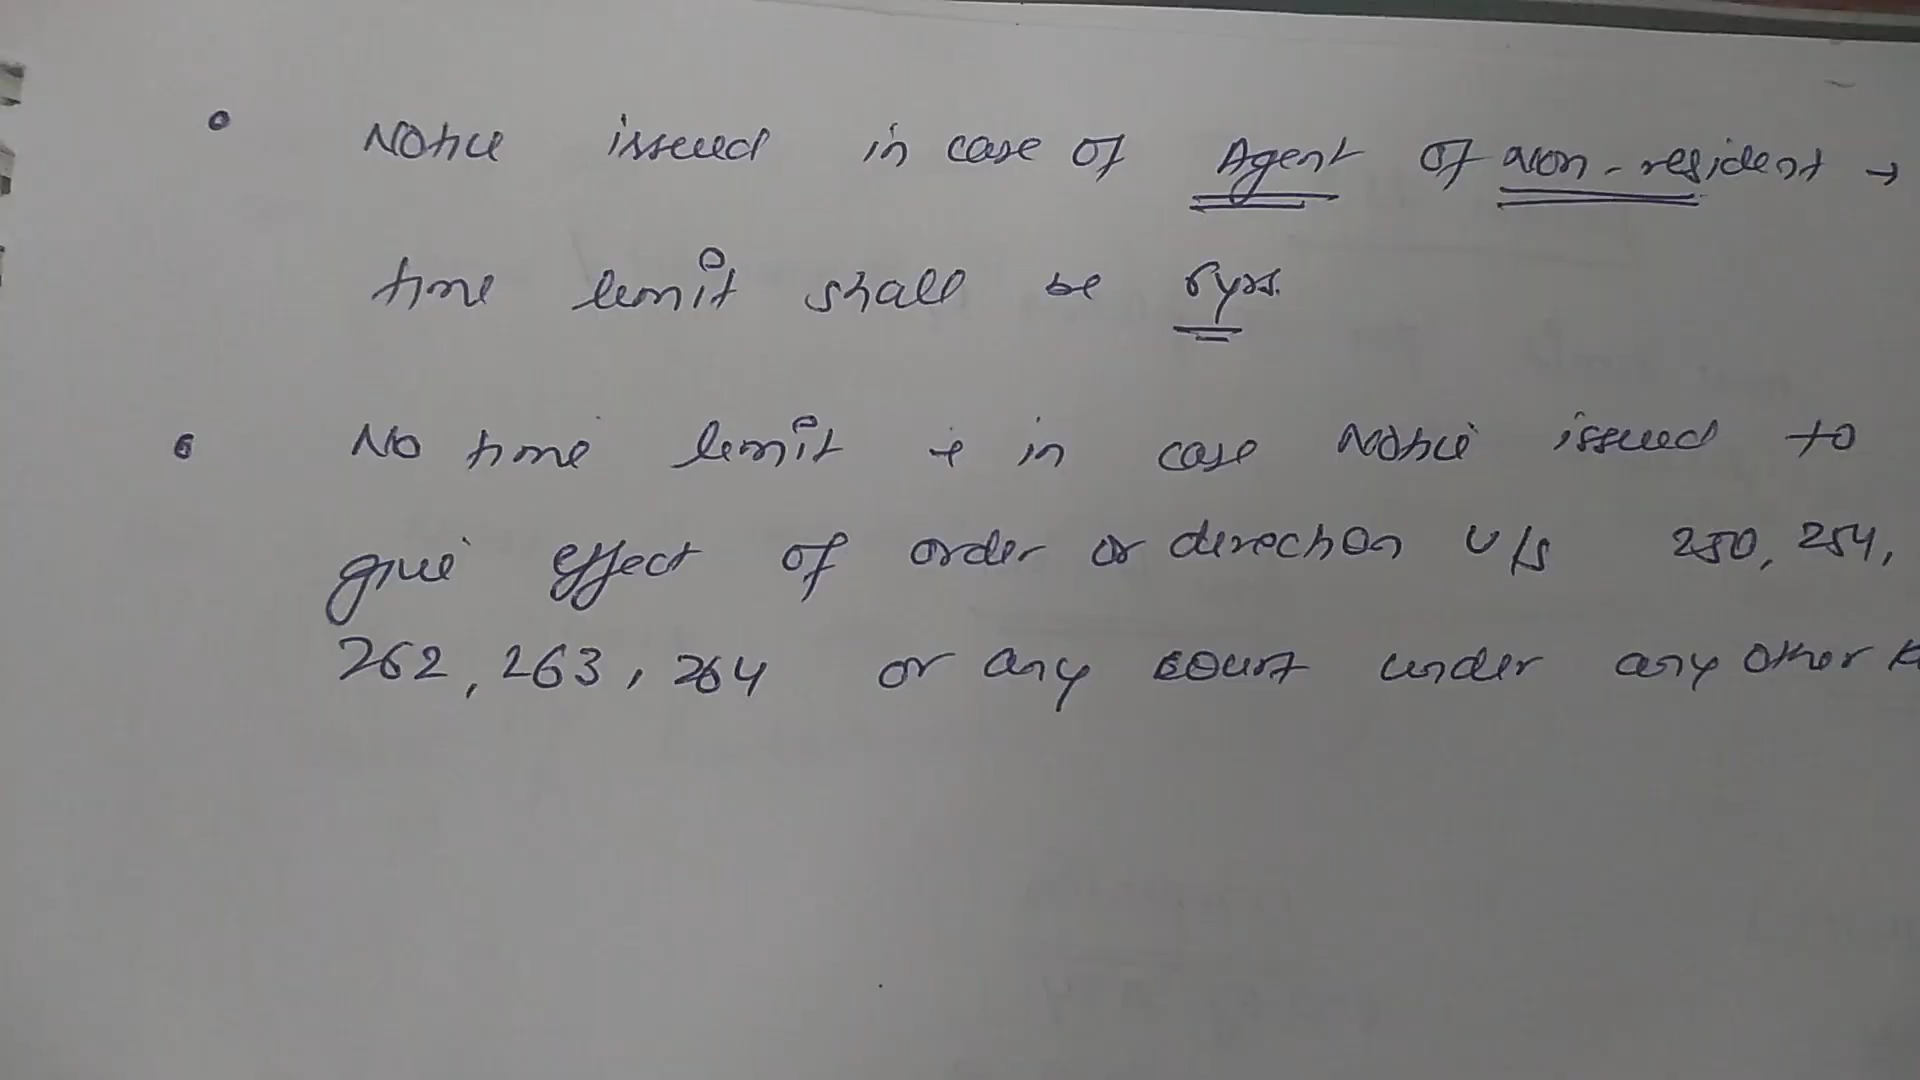 Notice issued in case of Agent of non-resident →
time limit shall be 6yrs.
No time limit in case Notice issued to
give effect of order or direction u/s 250, 254,
262, 263, 264 or any court under any other